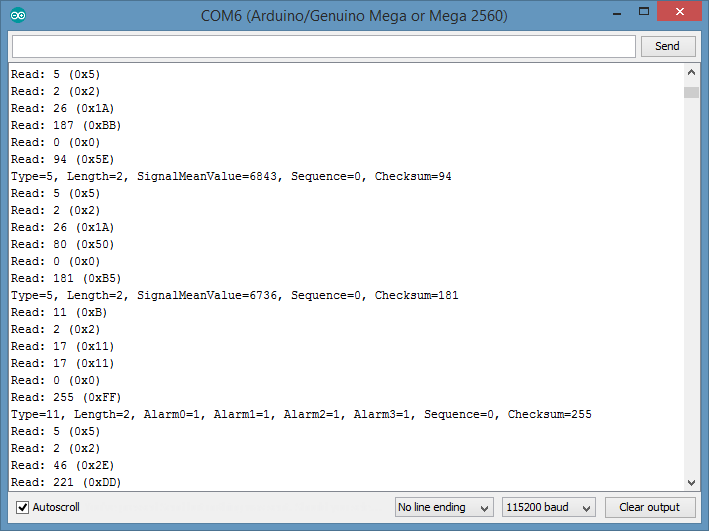 COM6 (Arduino/Genuino Mega or Mega 2560)
Send
Read: 5 (0x5)
Read: 2 (0x2)
Read: 26 (0x1A)
Read: 187 (0xBB)
Read: 0 (0x0)
Read: 94 (0x5E)
Type=5, Length=2, SignalMeanValue=6843, Sequence=0, Checksum=94
Read: 5 (0x5)
Read: 2 (0x2)
Read: 26 (0x1A)
Read: 80 (0x50)
Read: 0 (0x0)
Read: 181 (0xB5)
Type=5, Length=2, SignalMeanValue=6736, Sequence=0, Checksum=181
Read: 11 (0xB)
Read: 2 (0x2)
Read: 17 (0x11)
Read: 17 (0x11)
Read: 0 (0x0)
Read: 255 (0xFF)
Type=11, Length=2, Alarm0=1, Alarm1=1, Alarm2=1, Alarm3=1, Sequence=0, Checksum=255
Read: 5 (0x5)
Read: 2 (0x2)
Read: 46 (0x2E)
Read: 221 (0xDD)
Autoscroll
No line ending
115200 baud
Clear output